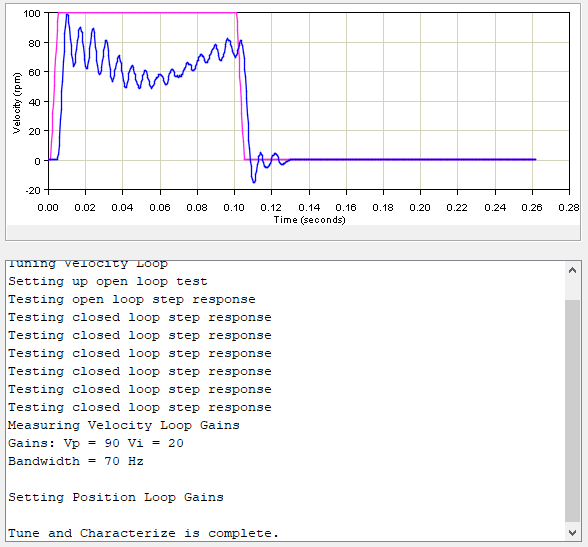 100
80
60
40
20
0
-20
Velocity (rpm)
0.00 0.02 0.04 0.06 0.08 0.10 0.12 0.14 0.16 0.18 0.20 0.22 0.24 0.26 0.28
Time (seconds)
Tuning Velocity Loop
Setting up open loop test
Testing open loop step response
Testing closed loop step response
Testing closed loop step response
Testing closed loop step response
Testing closed loop step response
Testing closed loop step response
Testing closed loop step response
Measuring Velocity Loop Gains
Gains: Vp = 90 Vi = 20
Bandwidth = 70 Hz
Setting Position Loop Gains
Tune and Characterize is complete.